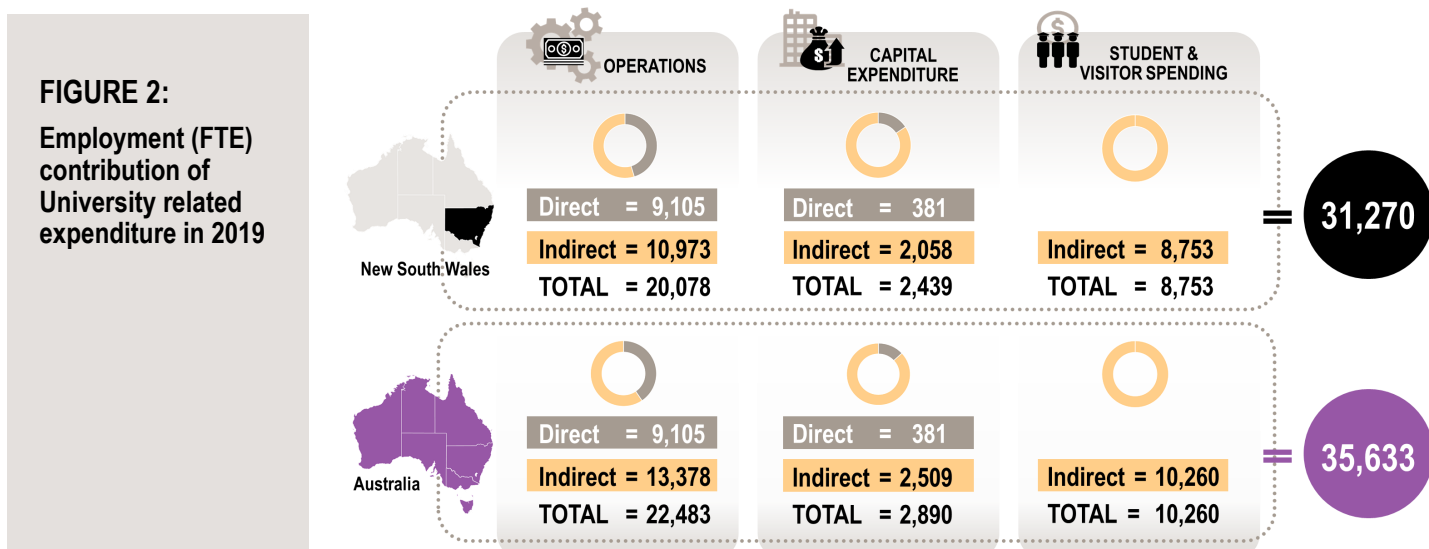 FIGURE 2:
Employment (FTE)
contribution of
University related
expenditure in 2019
OPERATIONS
CAPITAL
EXPENDITURE
STUDENT &
VISITOR SPENDING
New South Wales
Direct = 9,105
Indirect = 10,973
TOTAL = 20,078
Direct = 381
Indirect = 2,058
TOTAL = 2,439
Indirect = 8,753
TOTAL = 8,753
= 31,270
Australia
Direct = 9,105
Indirect = 13,378
TOTAL = 22,483
Direct = 381
Indirect = 2,509
TOTAL = 2,890
Indirect = 10,260
TOTAL = 10,260
= 35,633